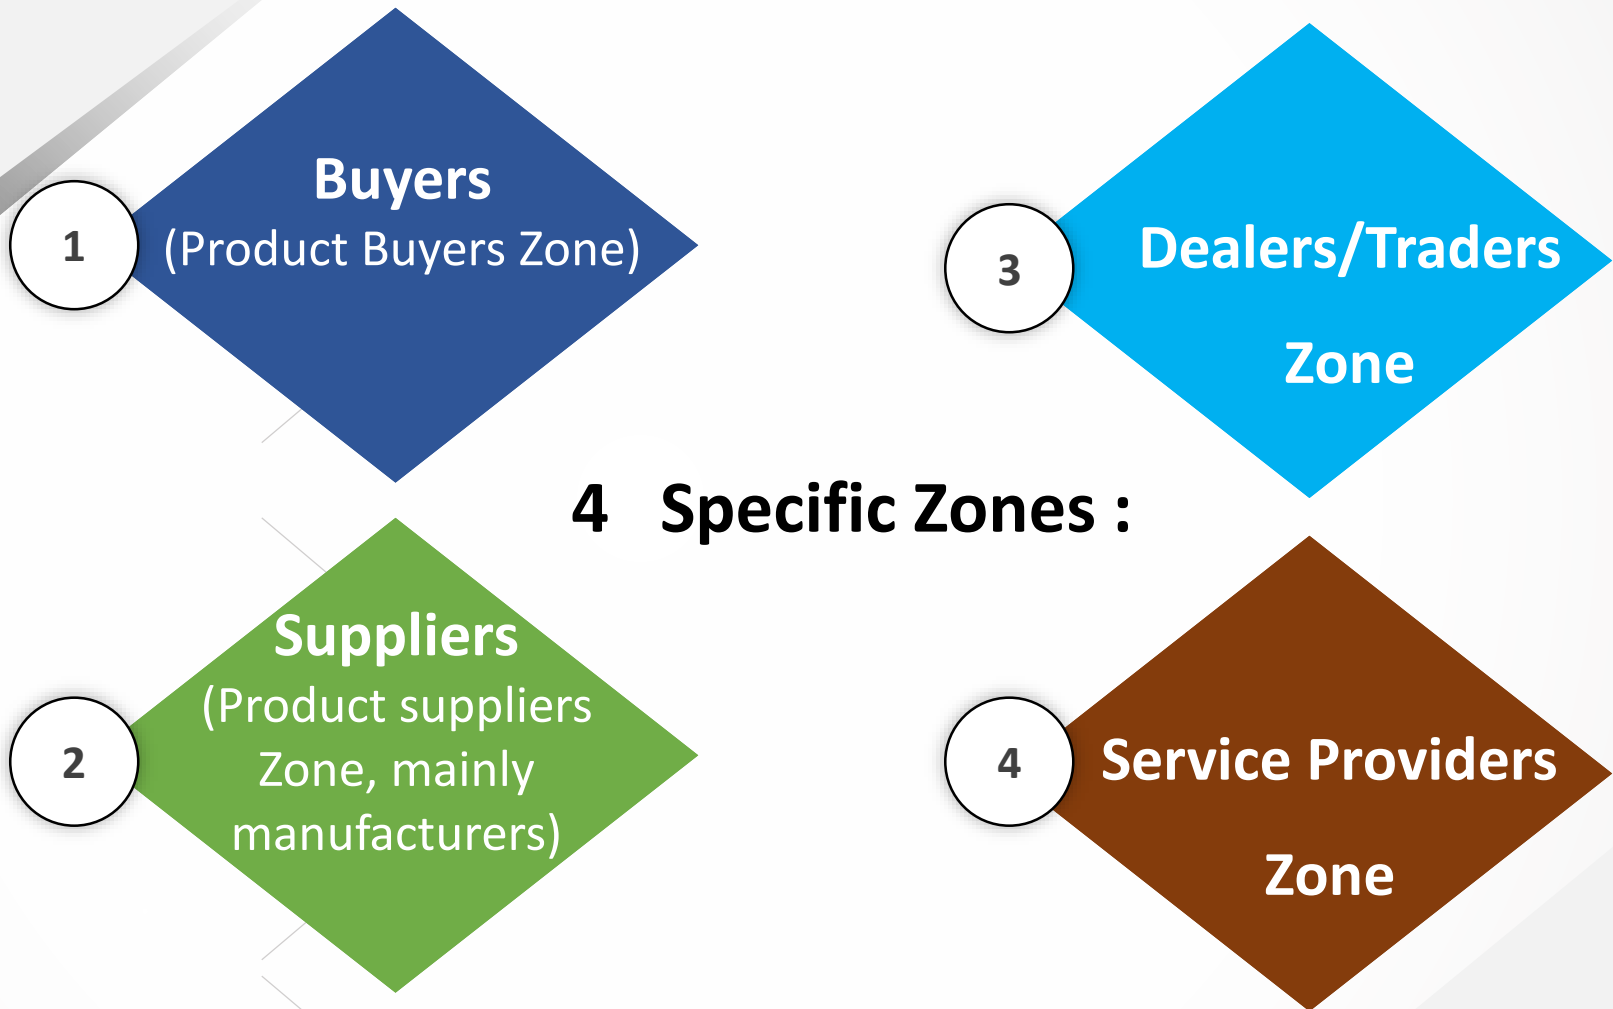 1
Buyers
(Product Buyers Zone)
2
Suppliers
(Product suppliers
Zone, mainly
manufacturers)
4 Specific Zones :
3
Dealers/Traders
Zone
4
Service Providers
Zone